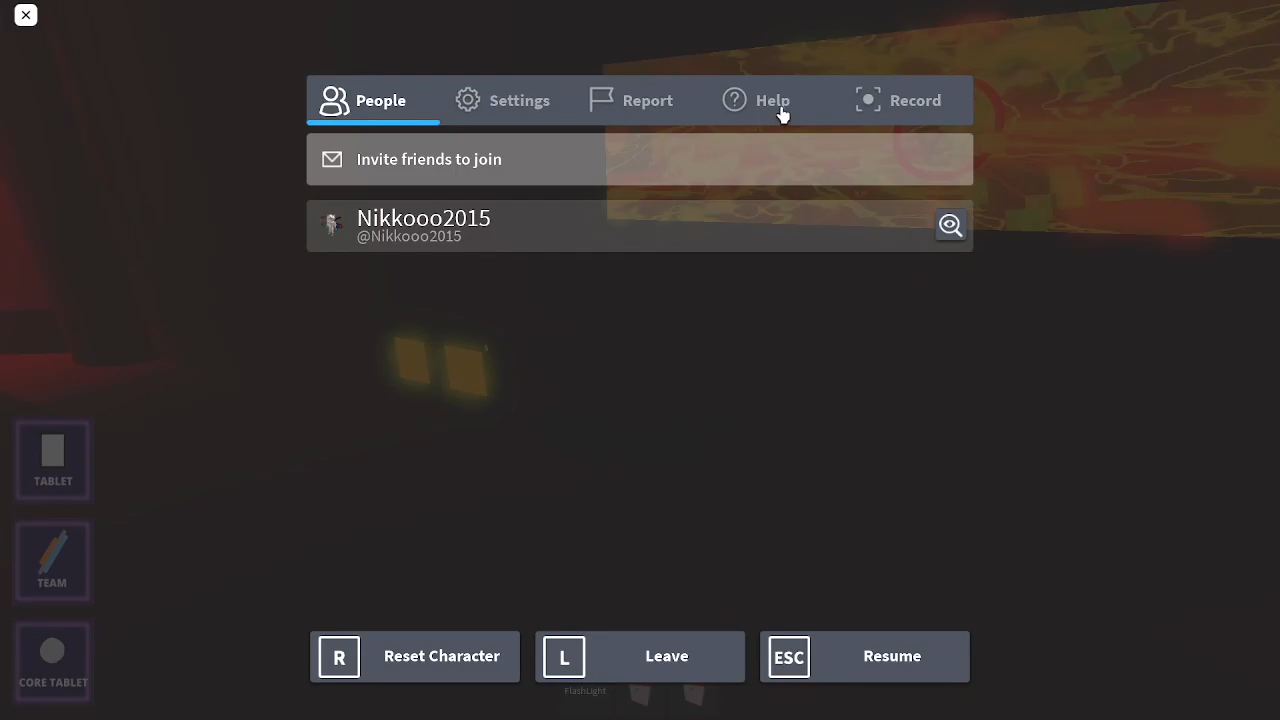 People
Settings
Report
Help
Record
Invite friends to join
Nikkooo2015
@Nikkooo2015
TABLET
TEAM
CORE TABLET
R Reset Character
L Leave
ESC Resume
FlashLight